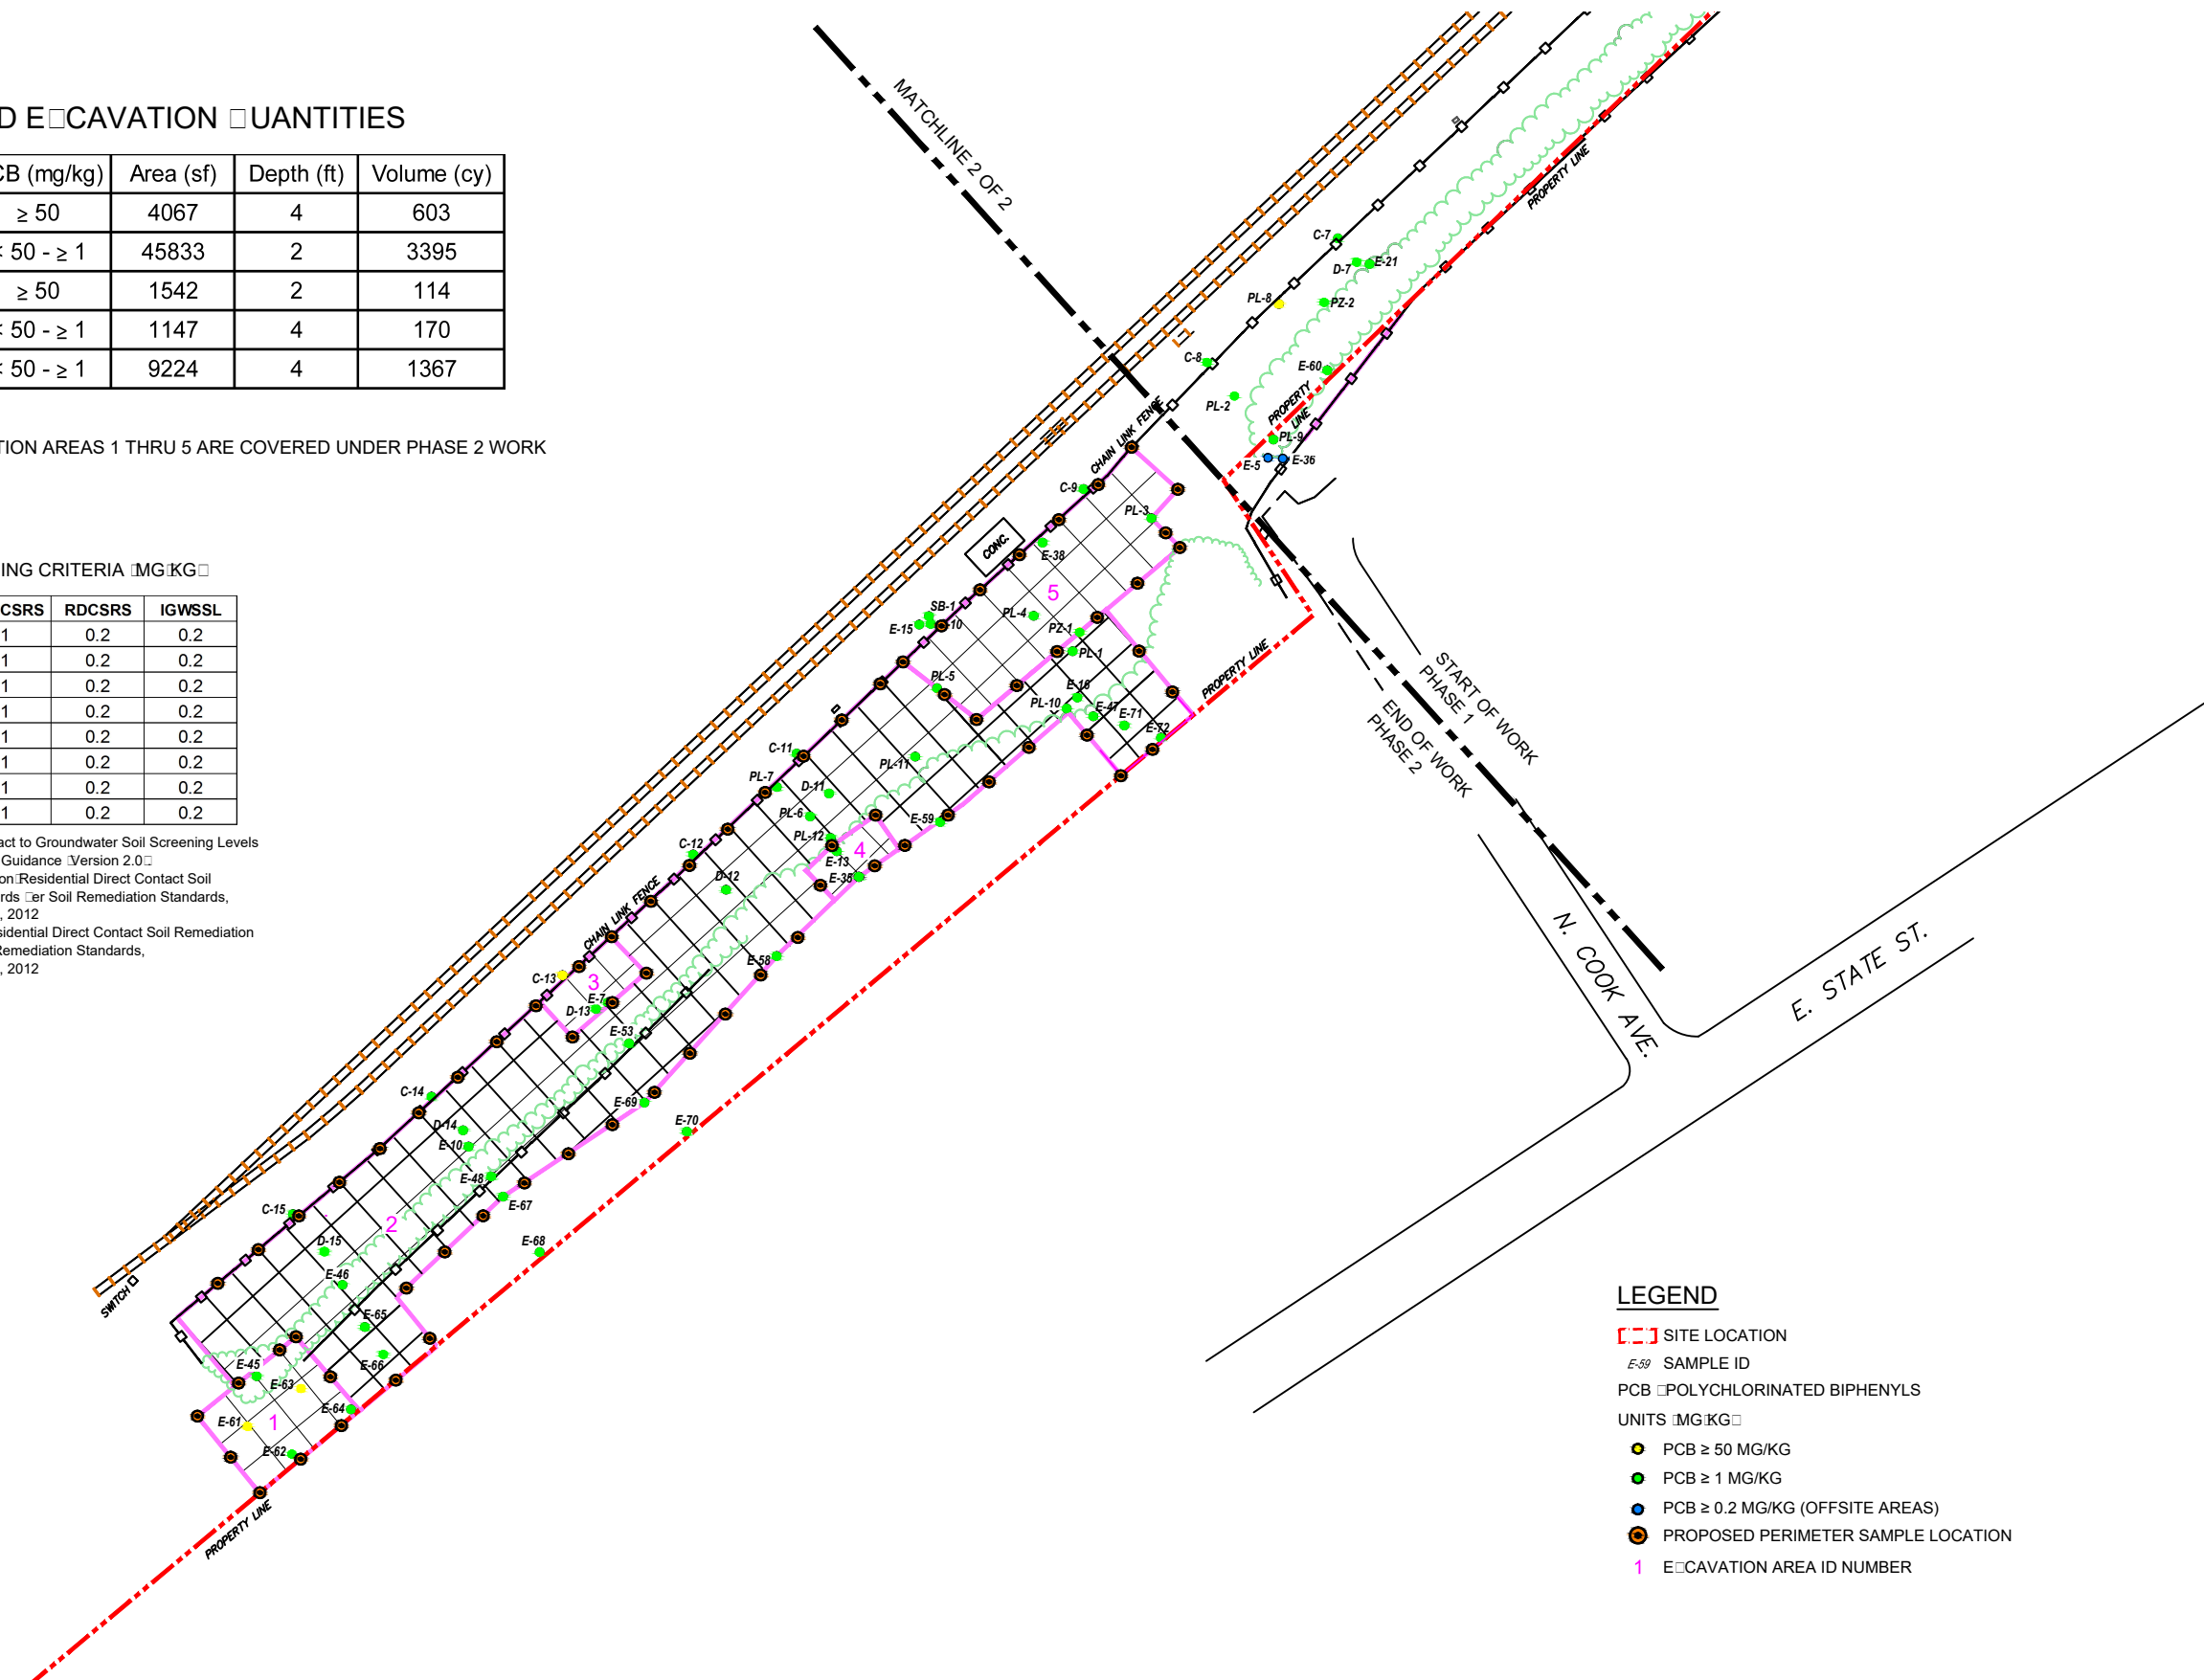 D E□CAVATION □UANTITIES
CB (mg/kg) Area (sf) Depth (ft) Volume (cy)
≥ 50 4067 4 603
< 50 - ≥ 1 45833 2 3395
≥ 50 1542 2 114
< 50 - ≥ 1 1147 4 170
< 50 - ≥ 1 9224 4 1367
TION AREAS 1 THRU 5 ARE COVERED UNDER PHASE 2 WORK
ING CRITERIA □MG□KG□
CSRS RDCSRS IGWSSL
1 0.2 0.2
1 0.2 0.2
1 0.2 0.2
1 0.2 0.2
1 0.2 0.2
1 0.2 0.2
1 0.2 0.2
1 0.2 0.2
act to Groundwater Soil Screening Levels
Guidance □Version 2.0□
on□Residential Direct Contact Soil
rds □er Soil Remediation Standards,
, 2012
sidential Direct Contact Soil Remediation
Remediation Standards,
, 2012
MATCHLINE 2 OF 2
PROPERTY LINE
C-7
D-7
E-21
PL-8
PZ-2
C-8
E-60
PL-2
PROPERTY
LINE
PL-9
E-5
E-36
CHAIN LINK FENCE
C-9
PL-3
CONC.
E-38
5
SB-1
E-15
-10
PL-4
PZ-1
PL-1
PROPERTY LINE
PL-5
E-16
PL-10
E-47
E-71
E-72
START OF WORK
PHASE 1
END OF WORK
PHASE 2
C-11
PL-11
PL-7
D-11
PL-6
E-59
PL-12
4
E-13
E-35
C-12
D-12
CHAIN LINK FENCE
E-58
C-13
3
E-7
D-13
E-53
N. COOK AVE.
E. STATE ST.
C-14
E-69
D-14
E-70
E-10
E-48
E-67
C-15
2
D-15
E-68
E-46
SWITCH
E-65
E-45
E-66
E-63
E-64
E-61
1
E-62
PROPERTY LINE
LEGEND
SITE LOCATION
E-59 SAMPLE ID
PCB □POLYCHLORINATED BIPHENYLS
UNITS □MG□KG□
PCB ≥ 50 MG/KG
PCB ≥ 1 MG/KG
PCB ≥ 0.2 MG/KG (OFFSITE AREAS)
PROPOSED PERIMETER SAMPLE LOCATION
1 E□CAVATION AREA ID NUMBER